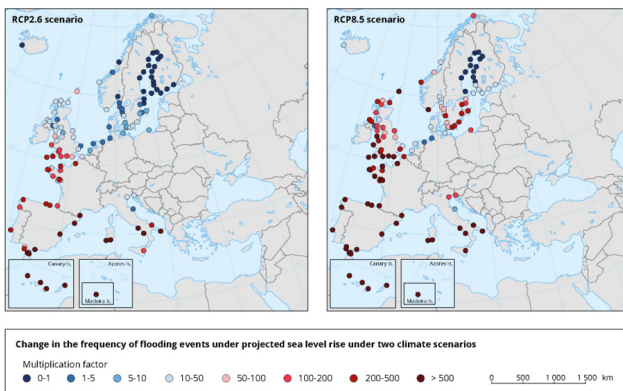 RCP2.6 scenario
RCP8.5 scenario
Canary Is.
Azores Is.
Madeira Is.
Canary Is.
Azores Is.
Madeira Is.
Change in the frequency of flooding events under projected sea level rise under two climate scenarios
Multiplication factor
0-1 1-5 5-10 10-50 50-100 100-200 200-500 > 500
0 500 1 000 1 500 km